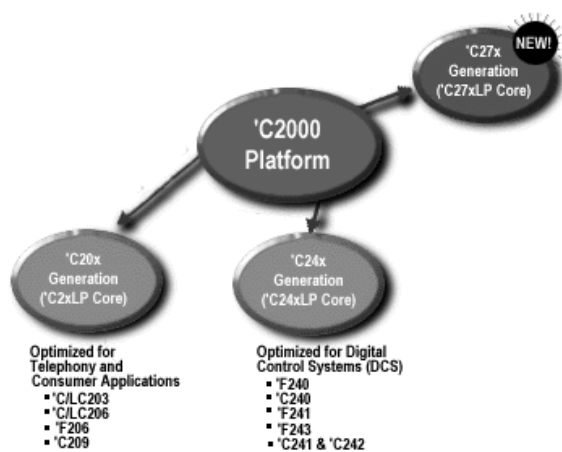 'C27x
Generation
('C27xLP Core)
NEW!
'C2000
Platform
'C20x
Generation
('C2xLP Core)
'C24x
Generation
('C24xLP Core)
Optimized for
Telephony and
Consumer Applications
▪ 'C/LC203
▪ 'C/LC206
▪ 'F206
▪ 'C209
Optimized for Digital
Control Systems (DCS)
▪ 'F240
▪ 'C240
▪ 'F241
▪ 'F243
▪ 'C241 & 'C242